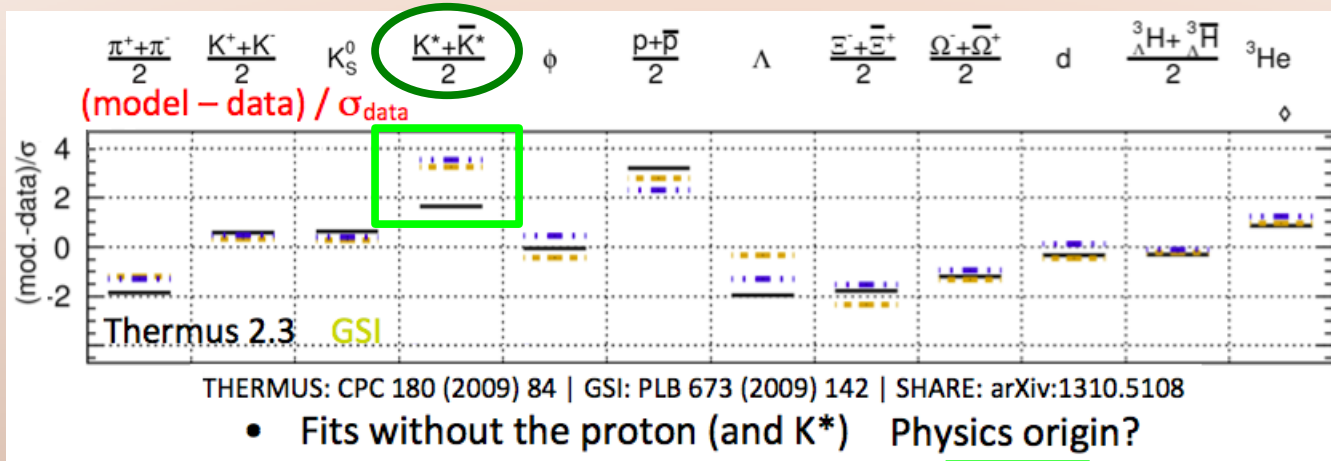 π⁺+π⁻/2 K⁺+K⁻/2 K⁰S K*+K̅*/2 ϕ p+p̅/2 Λ Ξ⁻+Ξ̅⁺/2 Ω⁻+Ω̅⁺/2 d ³ΛH+³ΛH̅/2 ³He
(model – data) / σdata
(mod.-data)/σ
4
2
0
-2
Thermus 2.3 GSI
THERMUS: CPC 180 (2009) 84 | GSI: PLB 673 (2009) 142 | SHARE: arXiv:1310.5108
• Fits without the proton (and K*) Physics origin?